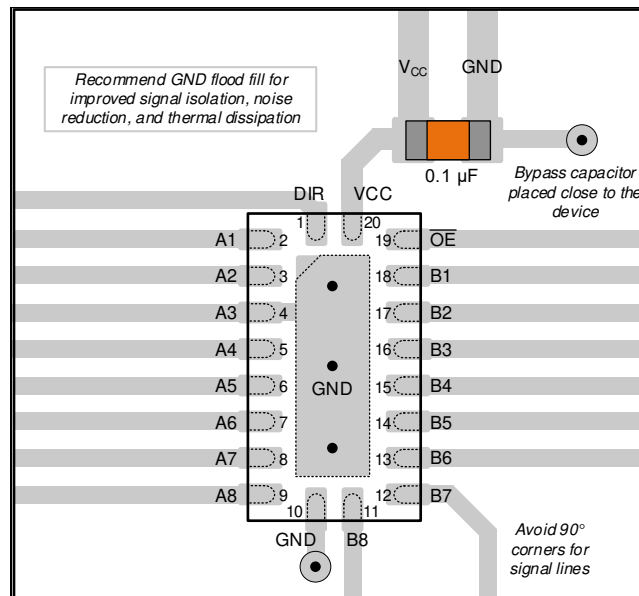 V_CC GND
Recommend GND flood fill for
improved signal isolation, noise
reduction, and thermal dissipation
0.1 µF
Bypass capacitor
placed close to the
device
DIR VCC
1 20
A1 2 19 O̅E̅
A2 3 18 B1
A3 4 17 B2
A4 5 16 B3
A5 6 15 B4
GND
A6 7 14 B5
A7 8 13 B6
A8 9 12 B7
10 11
GND B8
Avoid 90°
corners for
signal lines